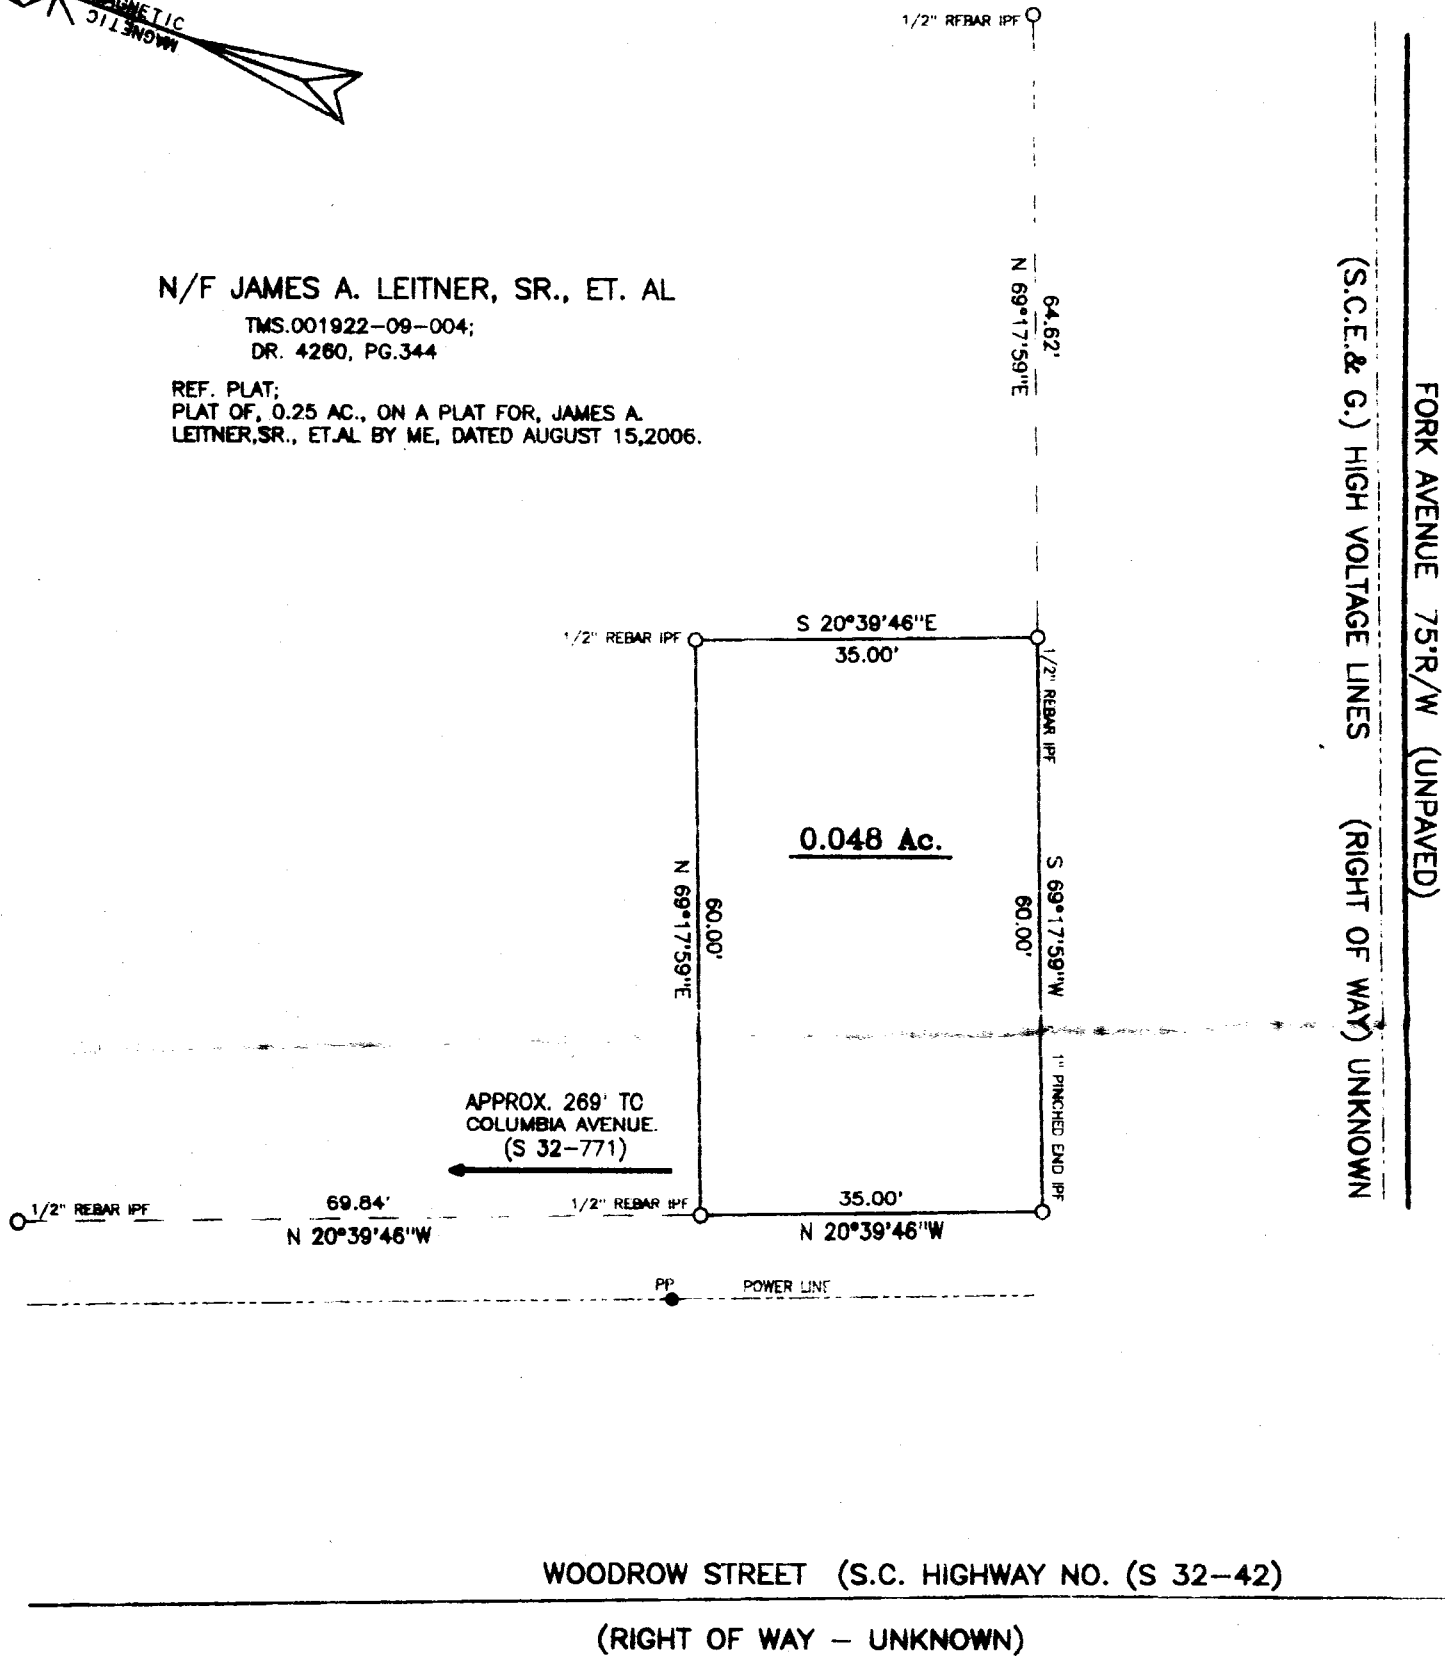 MAGNETIC
1/2" REBAR IPF
N/F JAMES A. LEITNER, SR., ET. AL
TMS.001922-09-004;
DR. 4260, PG.344
REF. PLAT;
PLAT OF, 0.25 AC., ON A PLAT FOR, JAMES A.
LEITNER,SR., ET.AL BY ME, DATED AUGUST 15,2006.
64.62'
N 69°17'59"E
(S.C.E.& G.) HIGH VOLTAGE LINES (RIGHT OF WAY) UNKNOWN
FORK AVENUE 75'R/W (UNPAVED)
1/2" REBAR IPF
S 20°39'46"E
35.00'
1/2" REBAR IPF
0.048 Ac.
60.00'
N 69°17'59"E
S 69°17'59"W
60.00'
1" PINCHED END IPF
APPROX. 269' TO
COLUMBIA AVENUE.
(S 32-771)
1/2" REBAR IPF
69.84'
N 20°39'46"W
1/2" REBAR IPF
35.00'
N 20°39'46"W
PP POWER LINE
WOODROW STREET (S.C. HIGHWAY NO. (S 32-42)
(RIGHT OF WAY - UNKNOWN)